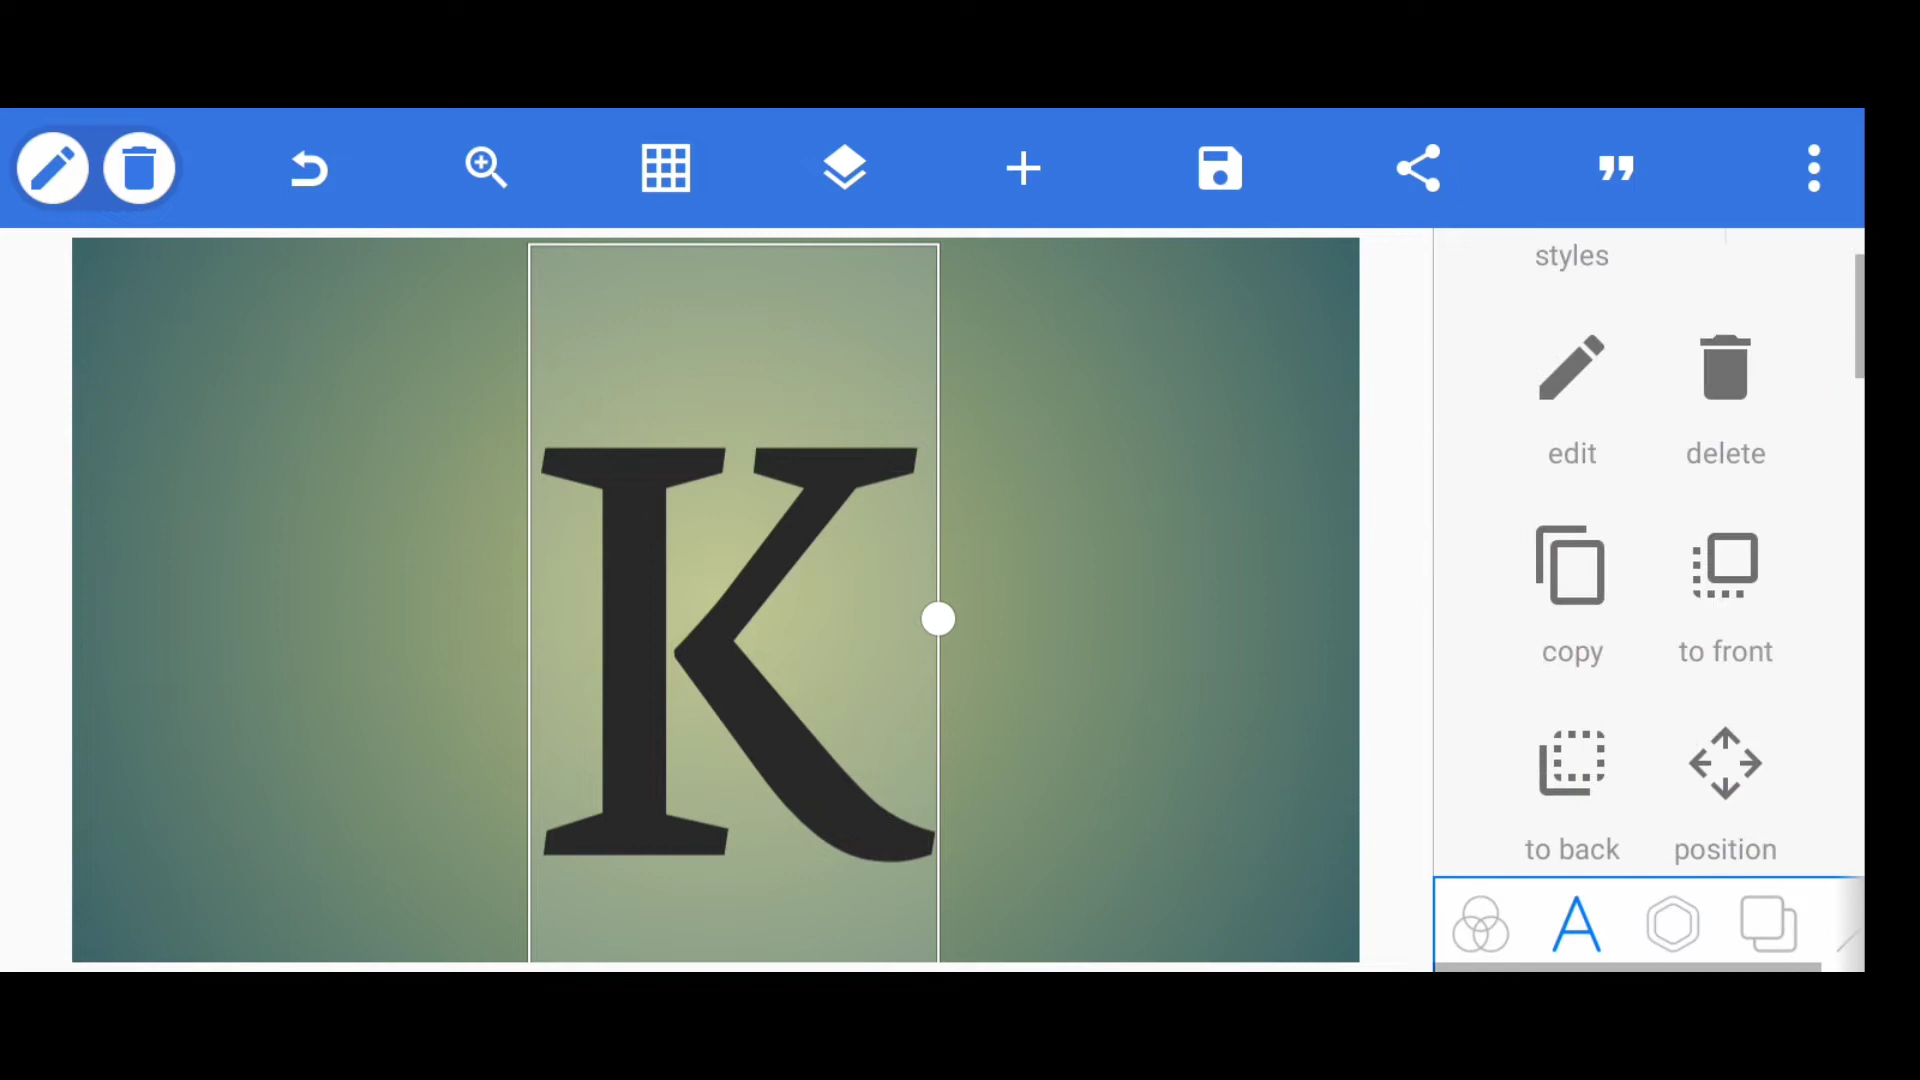 K
styles
edit delete
copy to front
to back position